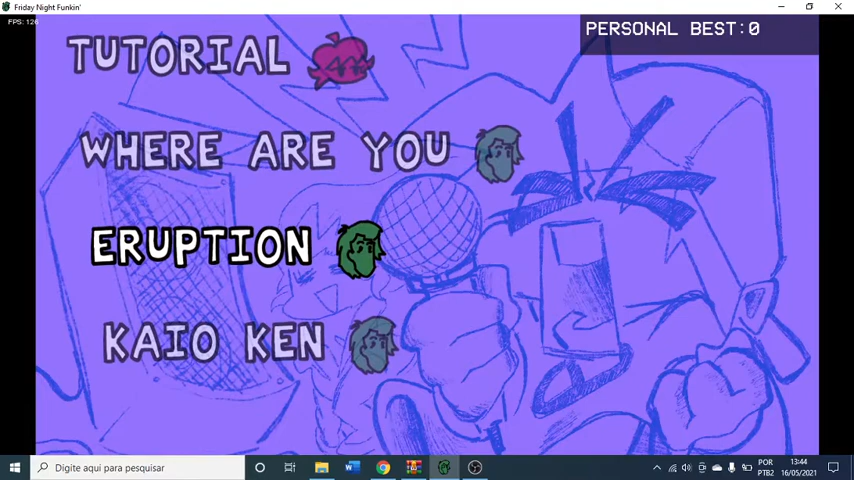 Friday Night Funkin'
FPS: 126
PERSONAL BEST:0
TUTORIAL
WHERE ARE YOU
ERUPTION
KAIO KEN
Digite aqui para pesquisar
POR
PTB2
13:44
16/05/2021